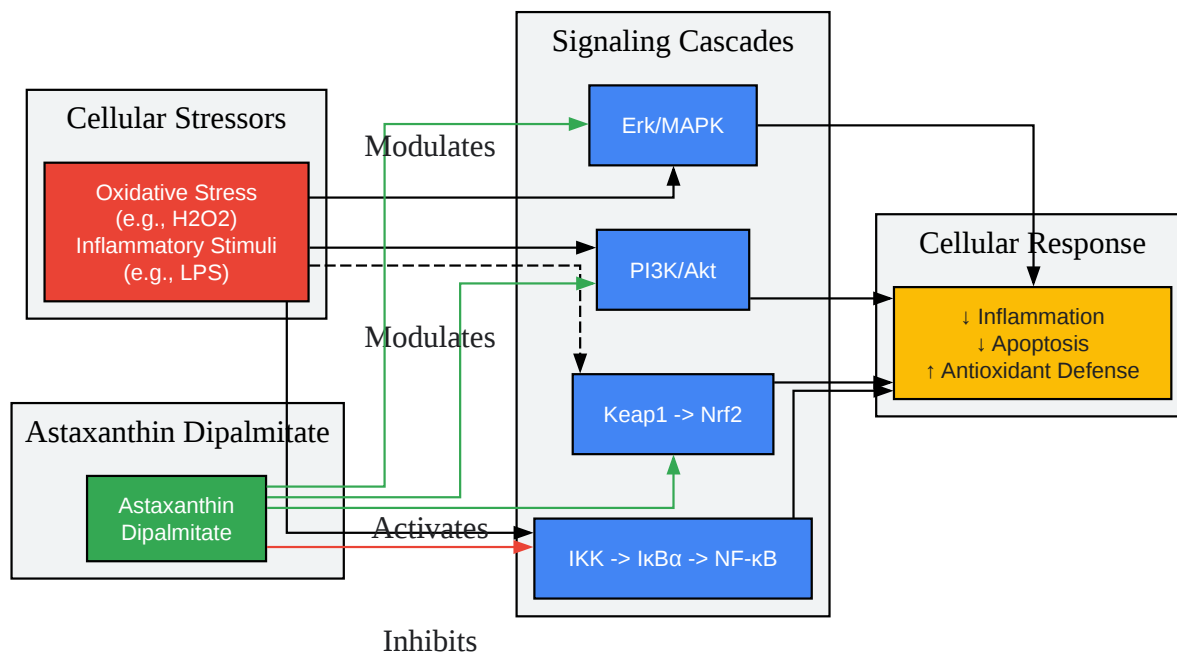 Signaling Cascades
Cellular Stressors
Erk/MAPK
Modulates
Oxidative Stress
(e.g., H2O2)
Inflammatory Stimuli
(e.g., LPS)
PI3K/Akt
Cellular Response
Modulates
↓ Inflammation
↓ Apoptosis
↑ Antioxidant Defense
Astaxanthin Dipalmitate
Keap1 -> Nrf2
Astaxanthin
Dipalmitate
Activates
IKK -> IκBα -> NF-κB
Inhibits